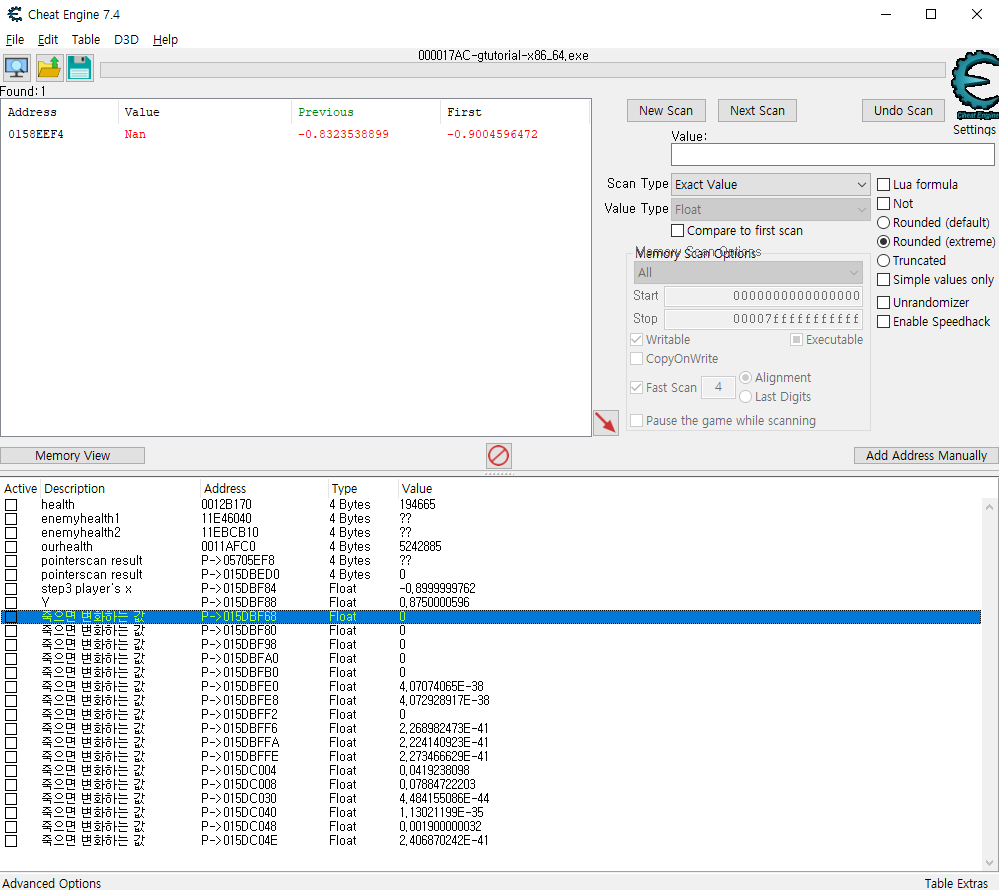 Cheat Engine 7.4
File Edit Table D3D Help
000017AC-gtutorial-x86_64.exe
Found: 1
Address Value Previous First
0158EEF4 Nan -0.8323538899 -0.9004596472
New Scan Next Scan Undo Scan
Cheat Engine
Settings
Value:
Scan Type Exact Value
Value Type Float
Compare to first scan
Lua formula
Not
Rounded (default)
Rounded (extreme)
Truncated
Simple values only
Unrandomizer
Enable Speedhack
Memory Scan Options
All
Start 0000000000000000
Stop 00007fffffffffff
Writable Executable
CopyOnWrite
Fast Scan 4 Alignment
Last Digits
Pause the game while scanning
Memory View Add Address Manually
Active Description Address Type Value
health 0012B170 4 Bytes 194665
enemyhealth1 11E46040 4 Bytes ??
enemyhealth2 11EBCB10 4 Bytes ??
ourhealth 0011AFC0 4 Bytes 5242885
pointerscan result P->05705EF8 4 Bytes ??
pointerscan result P->015DBED0 4 Bytes 0
step3 player's x P->015DBF84 Float -0,8999999762
Y P->015DBF88 Float 0,8750000596
죽으면 변화하는 값 P->015DBF68 Float 0
죽으면 변화하는 값 P->015DBF80 Float 0
죽으면 변화하는 값 P->015DBF98 Float 0
죽으면 변화하는 값 P->015DBFA0 Float 0
죽으면 변화하는 값 P->015DBFB0 Float 0
죽으면 변화하는 값 P->015DBFE0 Float 4,07074065E-38
죽으면 변화하는 값 P->015DBFE8 Float 4,072928917E-38
죽으면 변화하는 값 P->015DBFF2 Float 0
죽으면 변화하는 값 P->015DBFF6 Float 2,268982473E-41
죽으면 변화하는 값 P->015DBFFA Float 2,224140923E-41
죽으면 변화하는 값 P->015DBFFE Float 2,273466629E-41
죽으면 변화하는 값 P->015DC004 Float 0,0419238098
죽으면 변화하는 값 P->015DC008 Float 0,07884722203
죽으면 변화하는 값 P->015DC030 Float 4,484155086E-44
죽으면 변화하는 값 P->015DC040 Float 1,13021199E-35
죽으면 변화하는 값 P->015DC048 Float 0,001900000032
죽으면 변화하는 값 P->015DC04E Float 2,406870242E-41
Advanced Options Table Extras